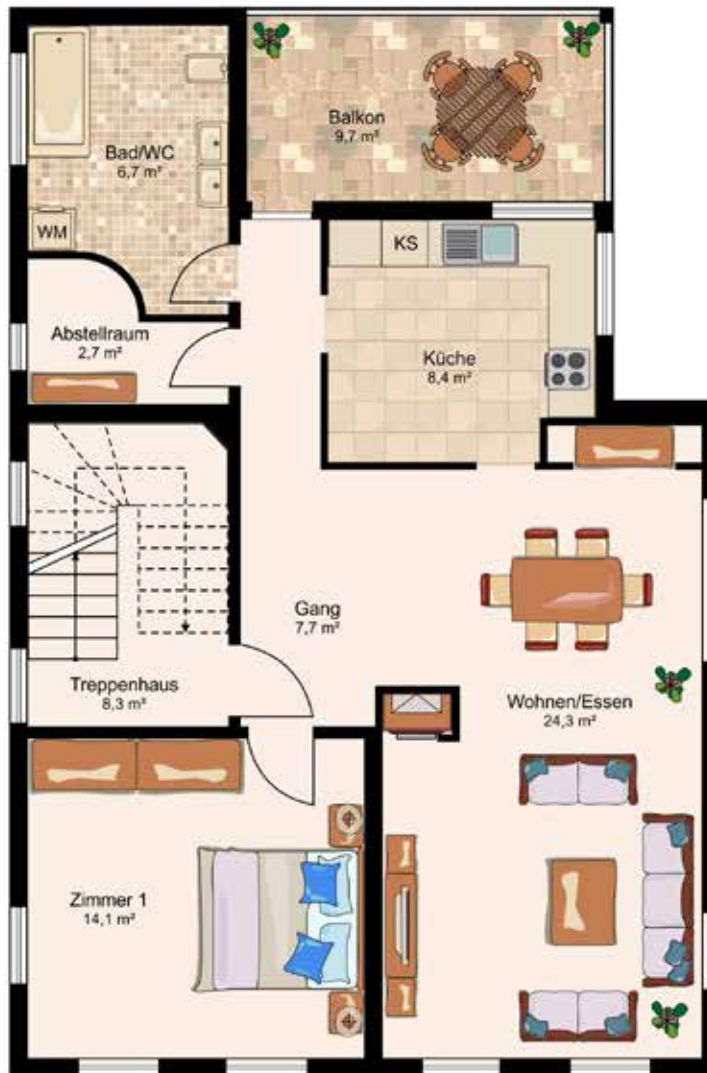 Balkon
9,7 m²
Bad/WC
6,7 m²
WM
KS
Abstellraum
2,7 m²
Küche
8,4 m²
Gang
7,7 m²
Treppenhaus
8,3 m²
Wohnen/Essen
24,3 m²
Zimmer 1
14,1 m²